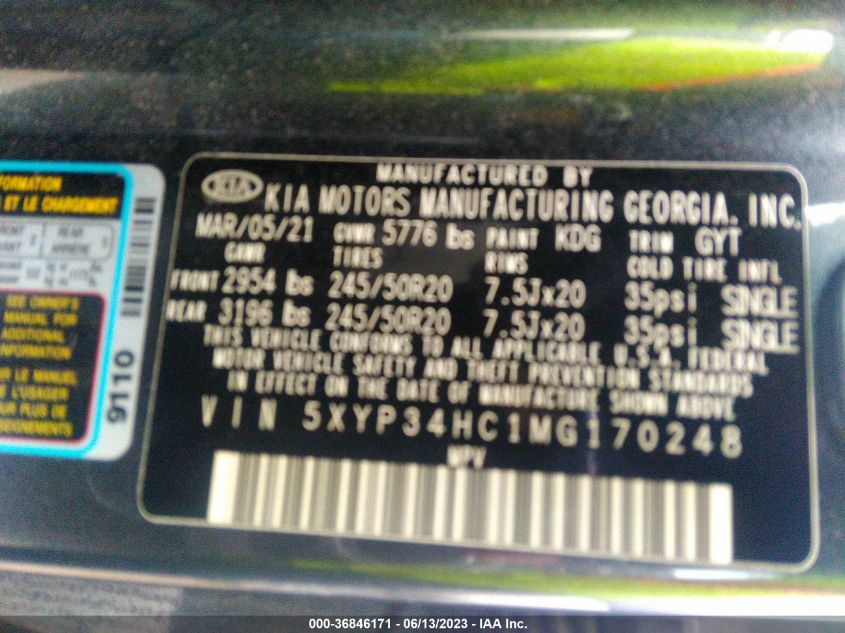 MANUFACTURED BY
KIA KIA MOTORS MANUFACTURING GEORGIA, INC.
MAR/05/21 GVWR 5776 lbs PAINT KDG TRIM GYT
GAWR TIRES RIMS COLD TIRE INFL
FRONT 2954 lbs 245/50R20 7.5Jx20 35psi SINGLE
REAR 3196 lbs 245/50R20 7.5Jx20 35psi SINGLE
THIS VEHICLE CONFORMS TO ALL APPLICABLE U.S.A. FEDERAL
MOTOR VEHICLE SAFETY AND THEFT PREVENTION STANDARDS
IN EFFECT ON THE DATE OF MANUFACTURE SHOWN ABOVE
VIN 5XYP34HC1MG170248
MPV
ET LE CHARGEMENT
REAR
SEE OWNER'S
MANUAL FOR
ADDITIONAL
INFORMATION
LE MANUEL
L'USAGER
PLUS DE
9110
000-36846171 - 06/13/2023 - IAA Inc.